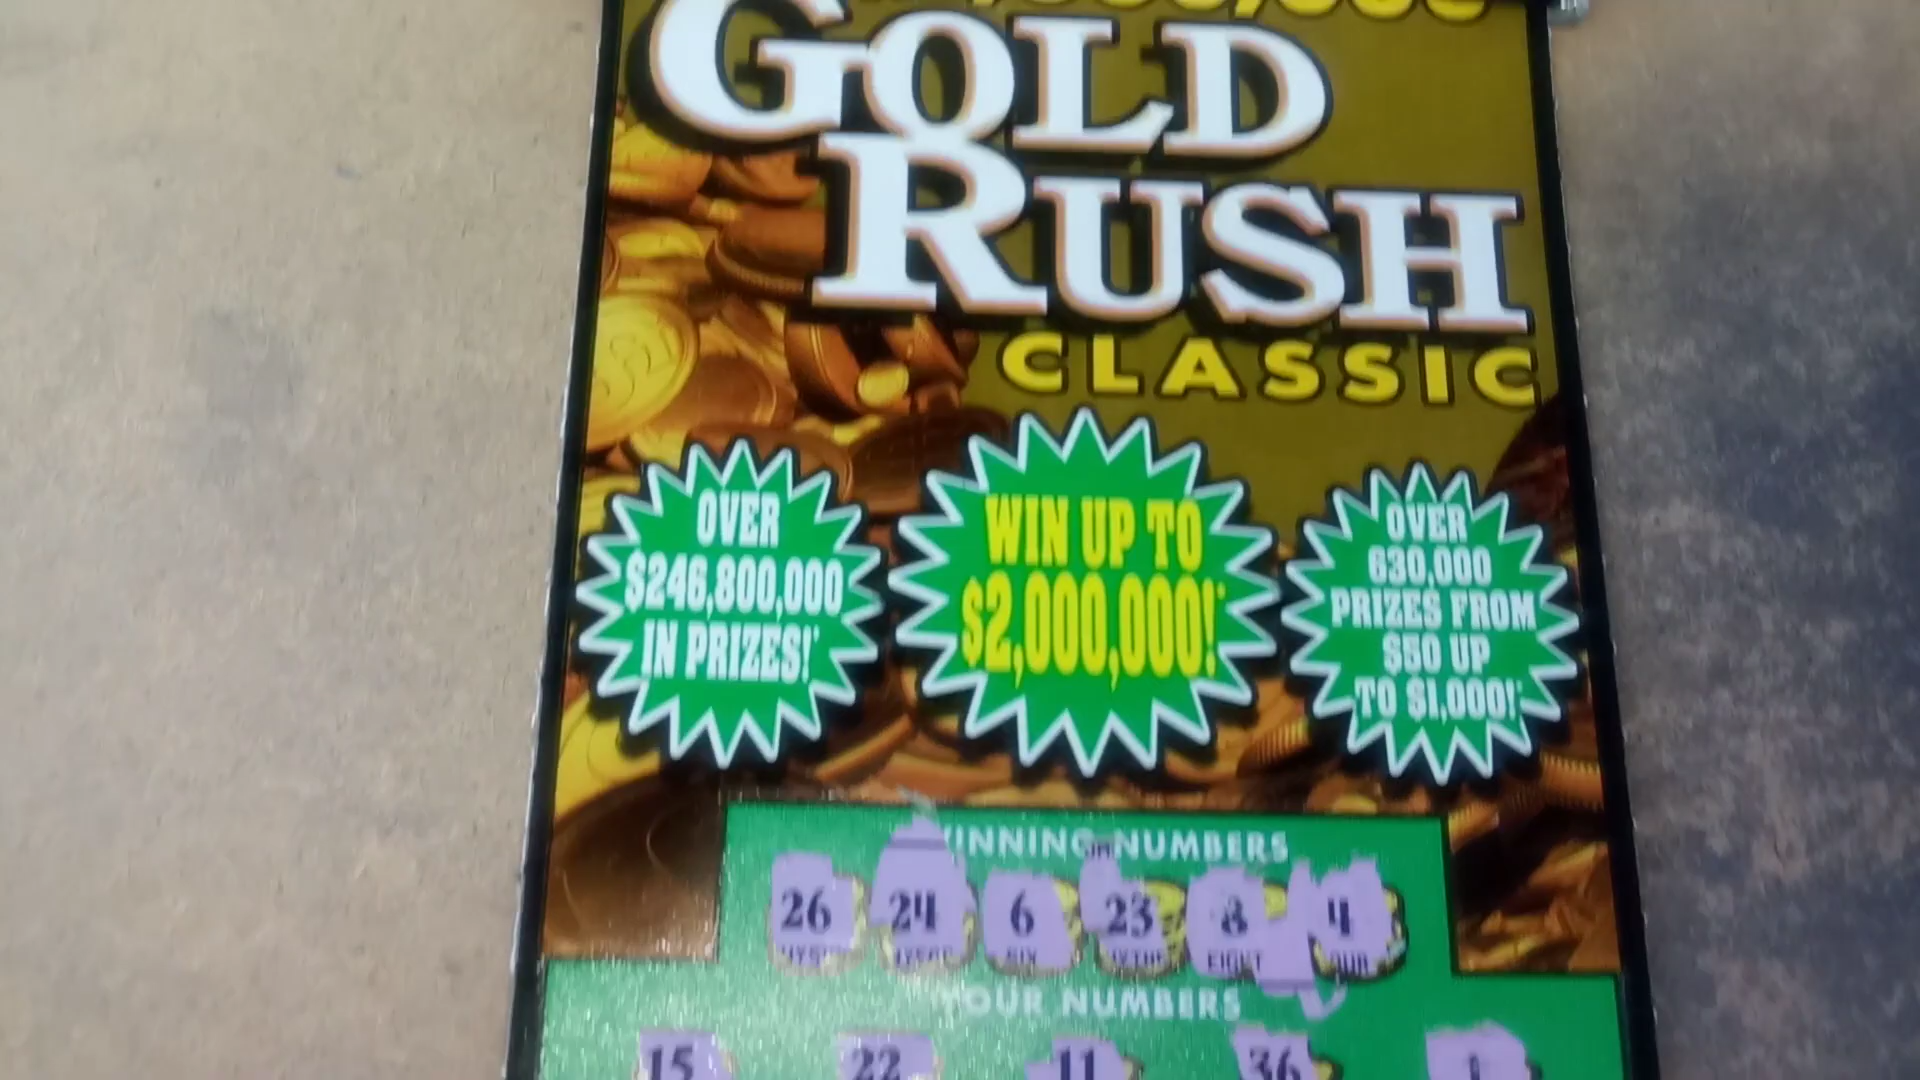 GOLD
RUSH
CLASSIC
OVER
$246,800,000
IN PRIZES!*
WIN UP TO
$2,000,000!*
OVER
630,000
PRIZES FROM
$50 UP
TO $1,000!*
WINNING NUMBERS
26 24 6 23 8 4
SIX EIGHT
YOUR NUMBERS
15 22 11 36 1